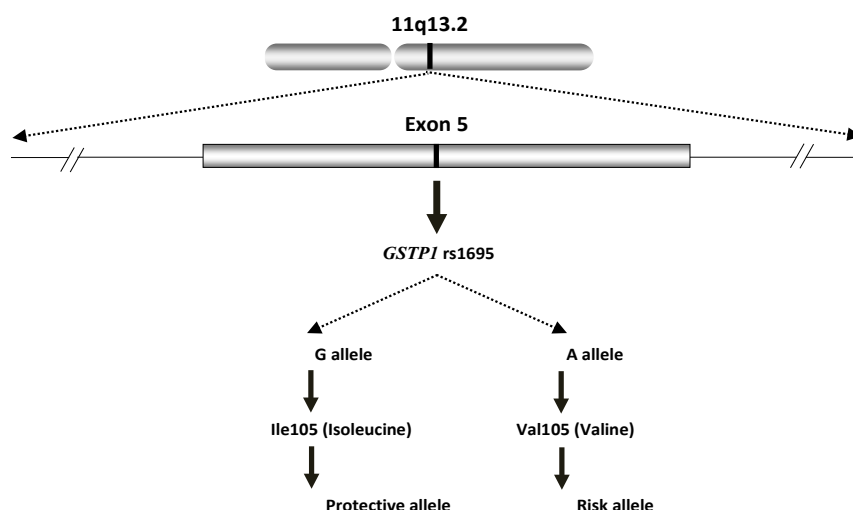 11q13.2
Exon 5
GSTP1 rs1695
G allele
A allele
Ile105 (Isoleucine)
Val105 (Valine)
Protective allele
Risk allele